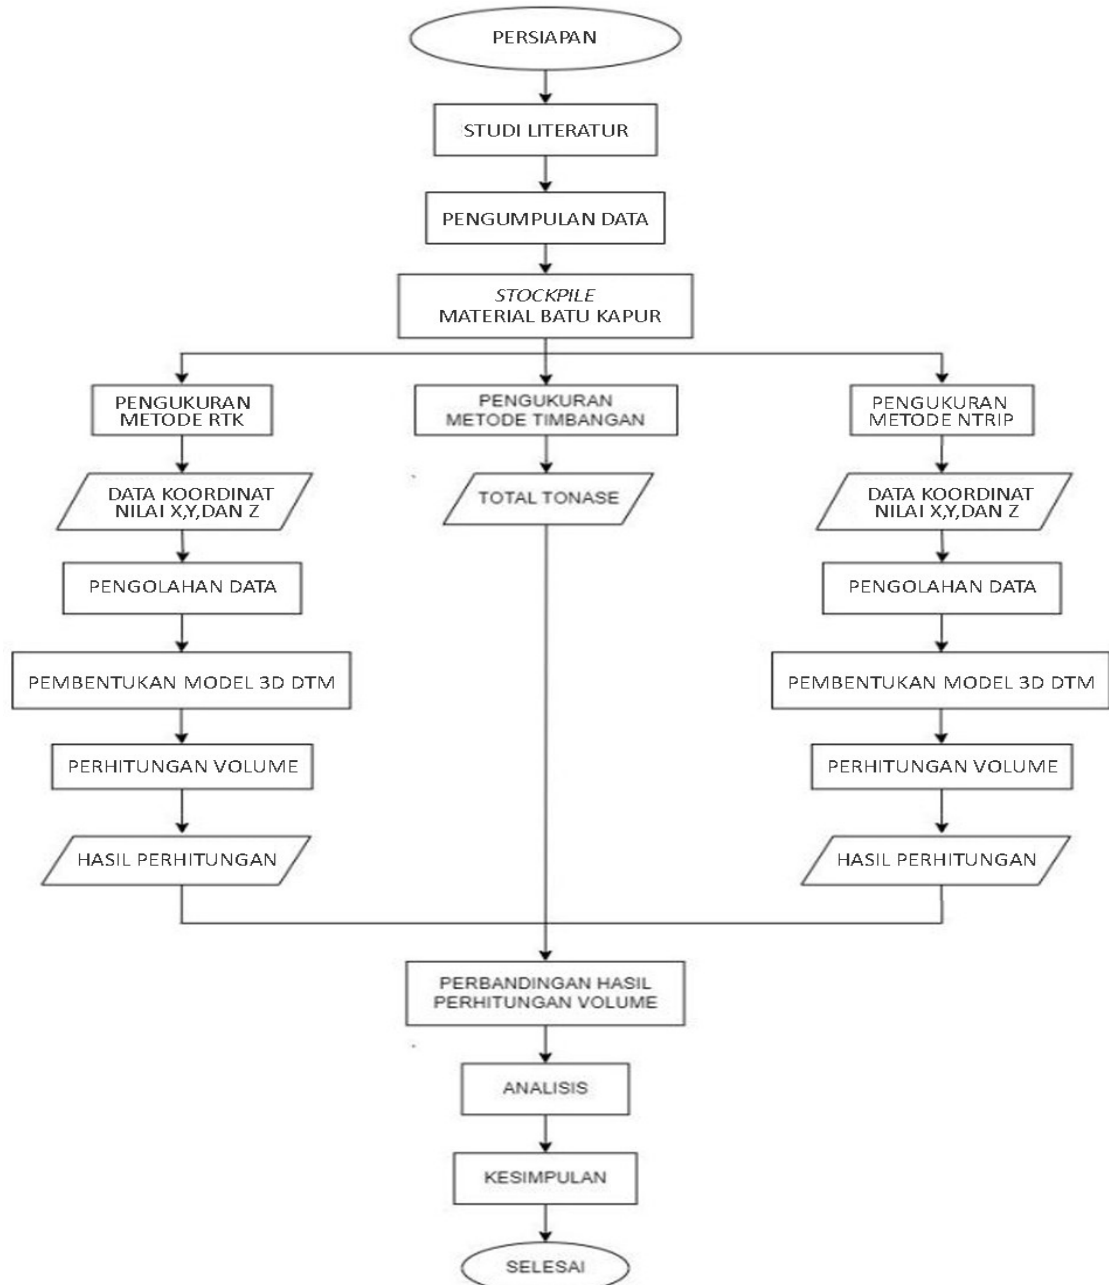 PERSIAPAN
STUDI LITERATUR
PENGUMPULAN DATA
STOCKPILE
MATERIAL BATU KAPUR
PENGUKURAN
METODE RTK
PENGUKURAN
METODE TIMBANGAN
PENGUKURAN
METODE NTRIP
DATA KOORDINAT
NILAI X,Y,DAN Z
TOTAL TONASE
DATA KOORDINAT
NILAI X,Y,DAN Z
PENGOLAHAN DATA
PENGOLAHAN DATA
PEMBENTUKAN MODEL 3D DTM
PEMBENTUKAN MODEL 3D DTM
PERHITUNGAN VOLUME
PERHITUNGAN VOLUME
HASIL PERHITUNGAN
HASIL PERHITUNGAN
PERBANDINGAN HASIL
PERHITUNGAN VOLUME
ANALISIS
KESIMPULAN
SELESAI